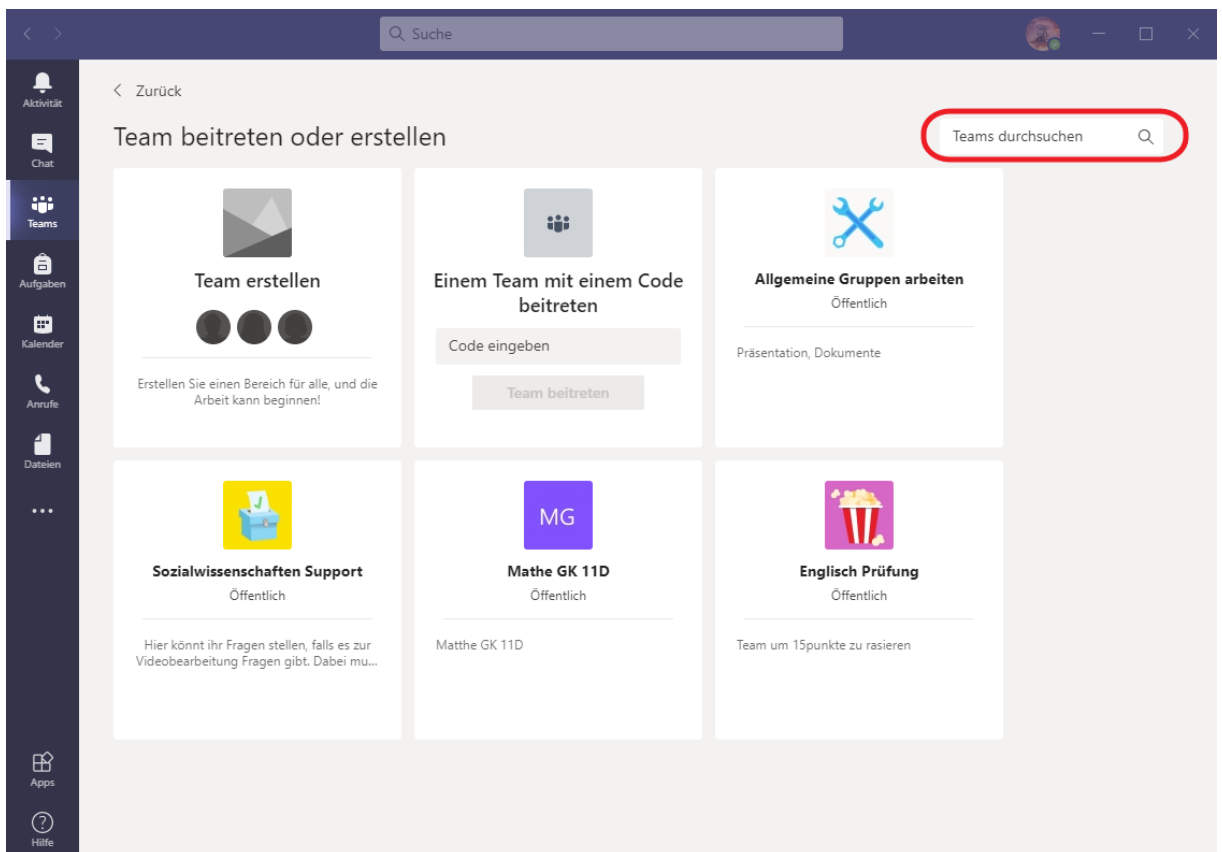 Suche
Aktivität
Chat
Teams
Aufgaben
Kalender
Anrufe
Dateien
Apps
Hilfe
Zurück
Team beitreten oder erstellen
Teams durchsuchen
Team erstellen
Erstellen Sie einen Bereich für alle, und die
Arbeit kann beginnen!
Einem Team mit einem Code
beitreten
Code eingeben
Team beitreten
Allgemeine Gruppen arbeiten
Öffentlich
Präsentation, Dokumente
Sozialwissenschaften Support
Öffentlich
Hier könnt ihr Fragen stellen, falls es zur
Videobearbeitung Fragen gibt. Dabei mu...
MG
Mathe GK 11D
Öffentlich
Matthe GK 11D
Englisch Prüfung
Öffentlich
Team um 15punkte zu rasieren